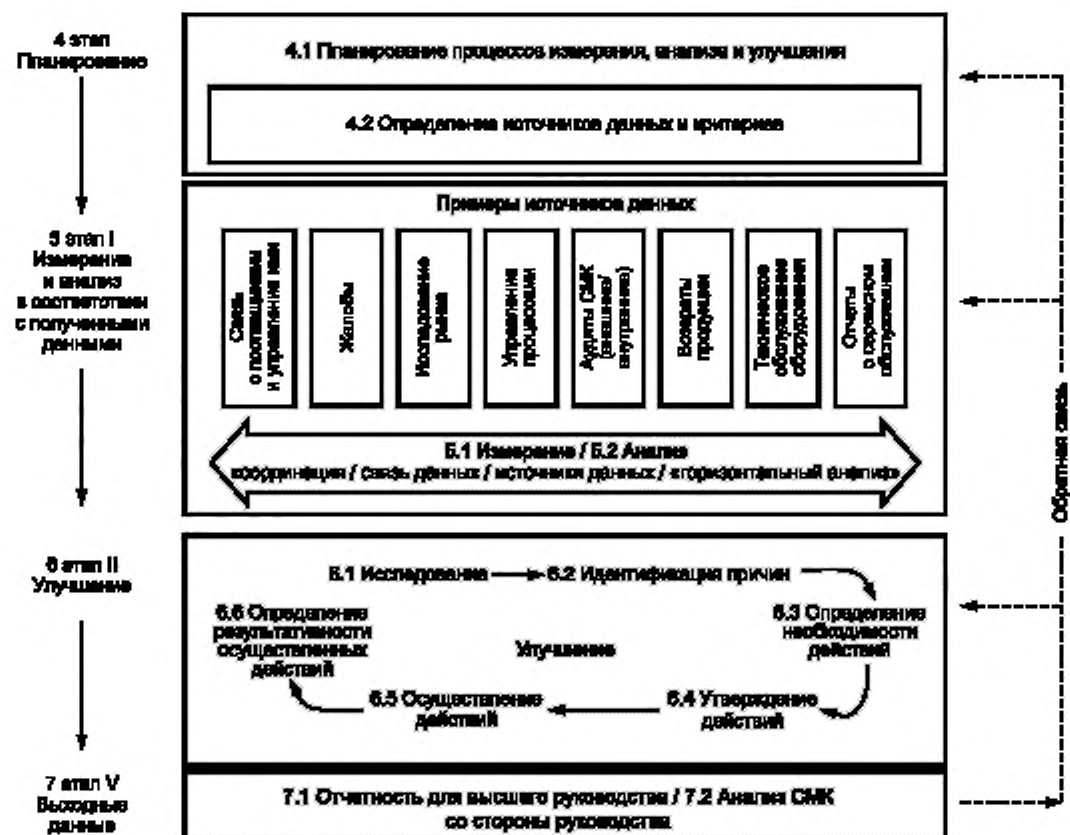 4 этап
Планирование
4.1 Планирование процессов измерения, анализа и улучшения
4.2 Определение источников данных и критериев
5 этап I
Измерение
и анализ
в соответствии
с полученными
данными
Примеры источников данных
Связь
с поставщиками
и управление ими
Жалобы
Исследование
рынка
Управление
процессами
Аудиты СМК
(внешние/
внутренние)
Возвраты
продукции
Техническое
обслуживание
оборудования
Отчеты
о сервисном
обслуживании
5.1 Измерение / 5.2 Анализ
координация / связь данных / источники данных / «горизонтальный анализ»
6 этап II
Улучшение
6.1 Исследование
6.2 Идентификация причин
6.3 Определение
необходимости
действий
6.4 Утверждение
действий
6.5 Осуществление
действий
6.6 Определение
результативности
осуществленных
действий
Улучшение
7 этап V
Выходные
данные
7.1 Отчетность для высшего руководства / 7.2 Анализ СМК
со стороны руководства
Обратная связь